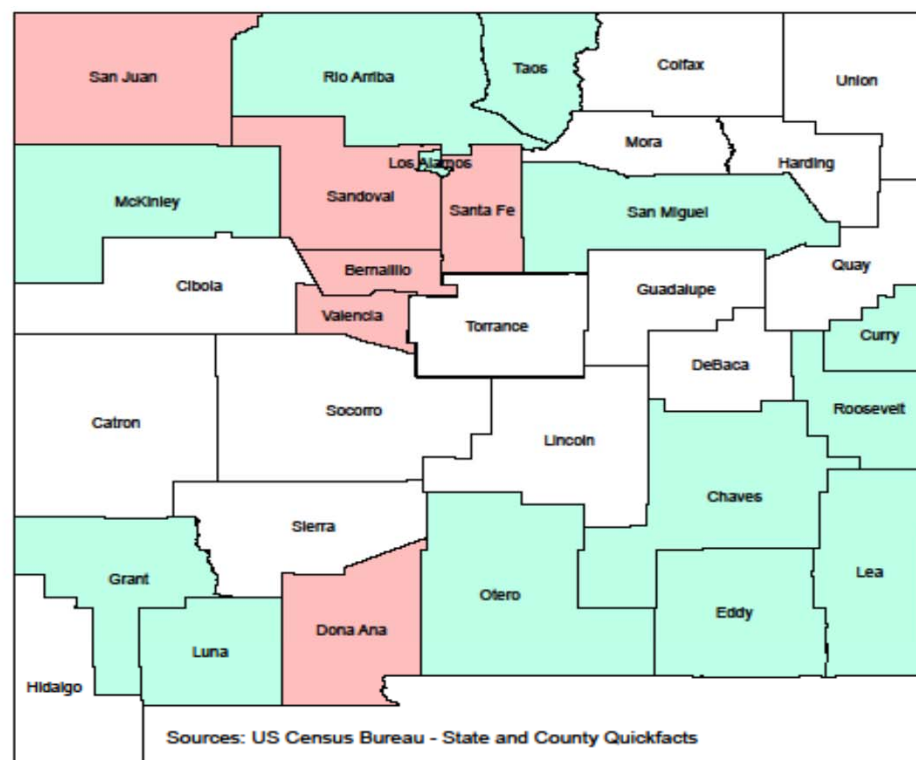 San Juan
Rio Arriba
Taos
Colfax
Union
Mora
Harding
Los Alamos
McKinley
Sandoval
Santa Fe
San Miguel
Bernalillo
Quay
Cibola
Guadalupe
Valencia
Torrance
Curry
DeBaca
Roosevelt
Catron
Socorro
Lincoln
Chaves
Sierra
Lea
Grant
Otero
Eddy
Dona Ana
Luna
Hidalgo
Sources: US Census Bureau - State and County Quickfacts